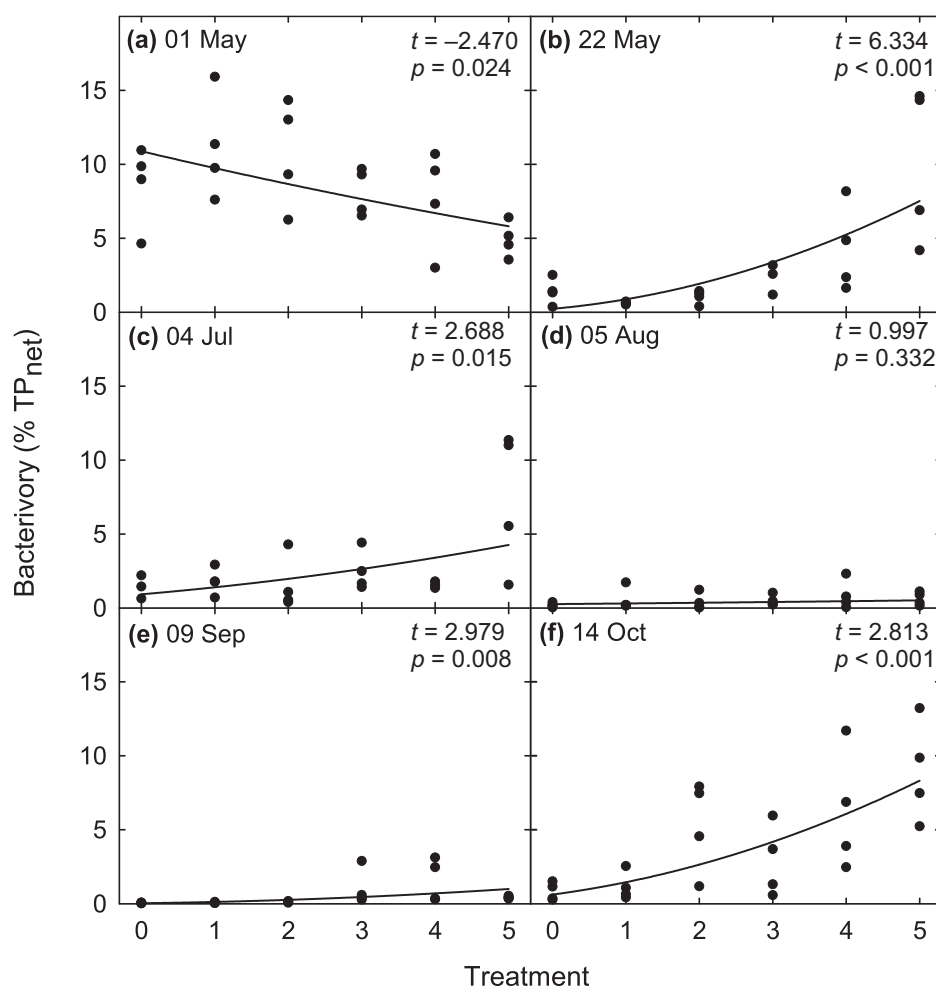 (a) 01 May
t = –2.470
p = 0.024
(b) 22 May
t = 6.334
p < 0.001
15
10
5
0
(c) 04 Jul
t = 2.688
p = 0.015
(d) 05 Aug
t = 0.997
p = 0.332
15
10
5
0
(e) 09 Sep
t = 2.979
p = 0.008
(f) 14 Oct
t = 2.813
p < 0.001
15
10
5
0
Bacterivory (% TPnet)
0 1 2 3 4 5 0 1 2 3 4 5
Treatment